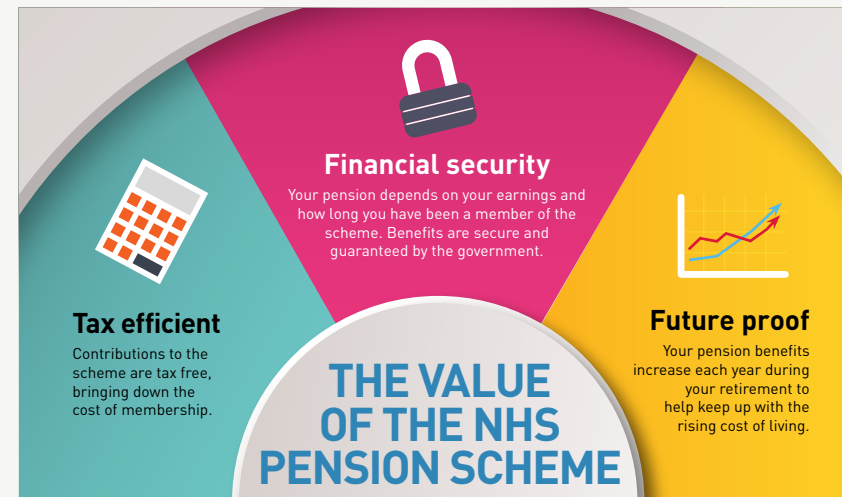 Financial security
Your pension depends on your earnings and
how long you have been a member of the
scheme. Benefits are secure and
guaranteed by the government.
Tax efficient
Contributions to the
scheme are tax free,
bringing down the
cost of membership.
Future proof
Your pension benefits
increase each year during
your retirement to
help keep up with the
rising cost of living.
THE VALUE
OF THE NHS
PENSION SCHEME